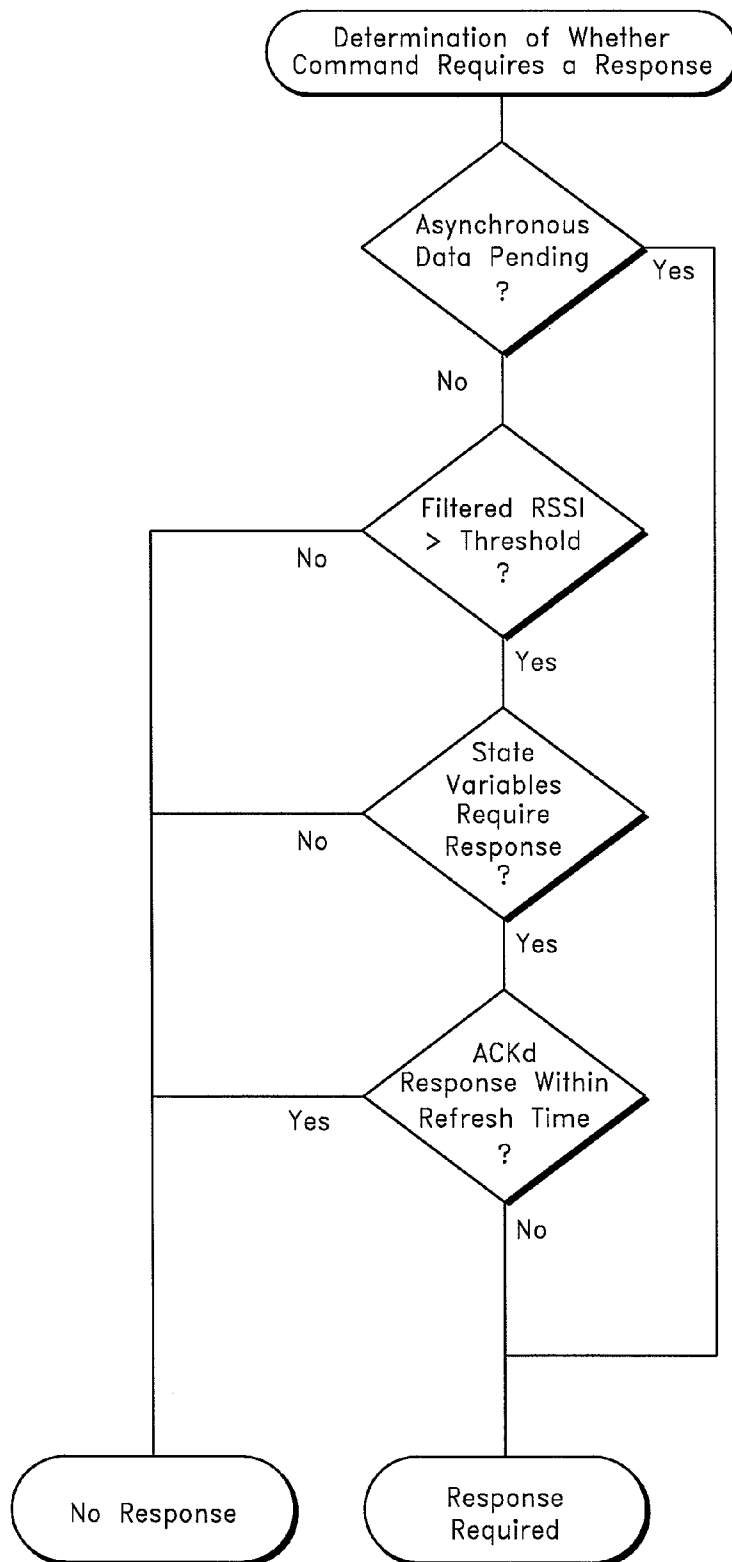 Determination of Whether
Command Requires a Response
Asynchronous
Data Pending
?
Yes
No
Filtered RSSI
> Threshold
?
No
Yes
State
Variables
Require
Response
?
No
Yes
ACKd
Response Within
Refresh Time
?
Yes
No
No Response
Response
Required